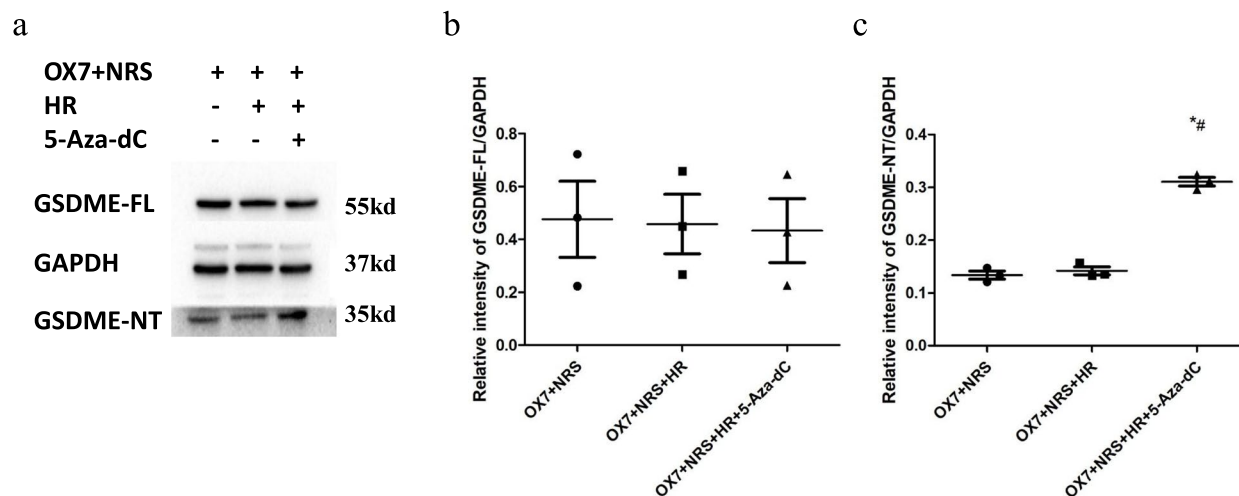 a
OX7+NRS + + +
HR - + +
5-Aza-dC - - +
GSDME-FL 55kd
GAPDH 37kd
GSDME-NT 35kd
b
Relative intensity of GSDME-FL/GAPDH
0.8
0.6
0.4
0.2
0.0
OX7+NRS
OX7+NRS+HR
OX7+NRS+HR+5-Aza-dC
c
Relative intensity of GSDME-NT/GAPDH
0.4
0.3
0.2
0.1
0.0
*#
OX7+NRS
OX7+NRS+HR
OX7+NRS+HR+5-Aza-dC